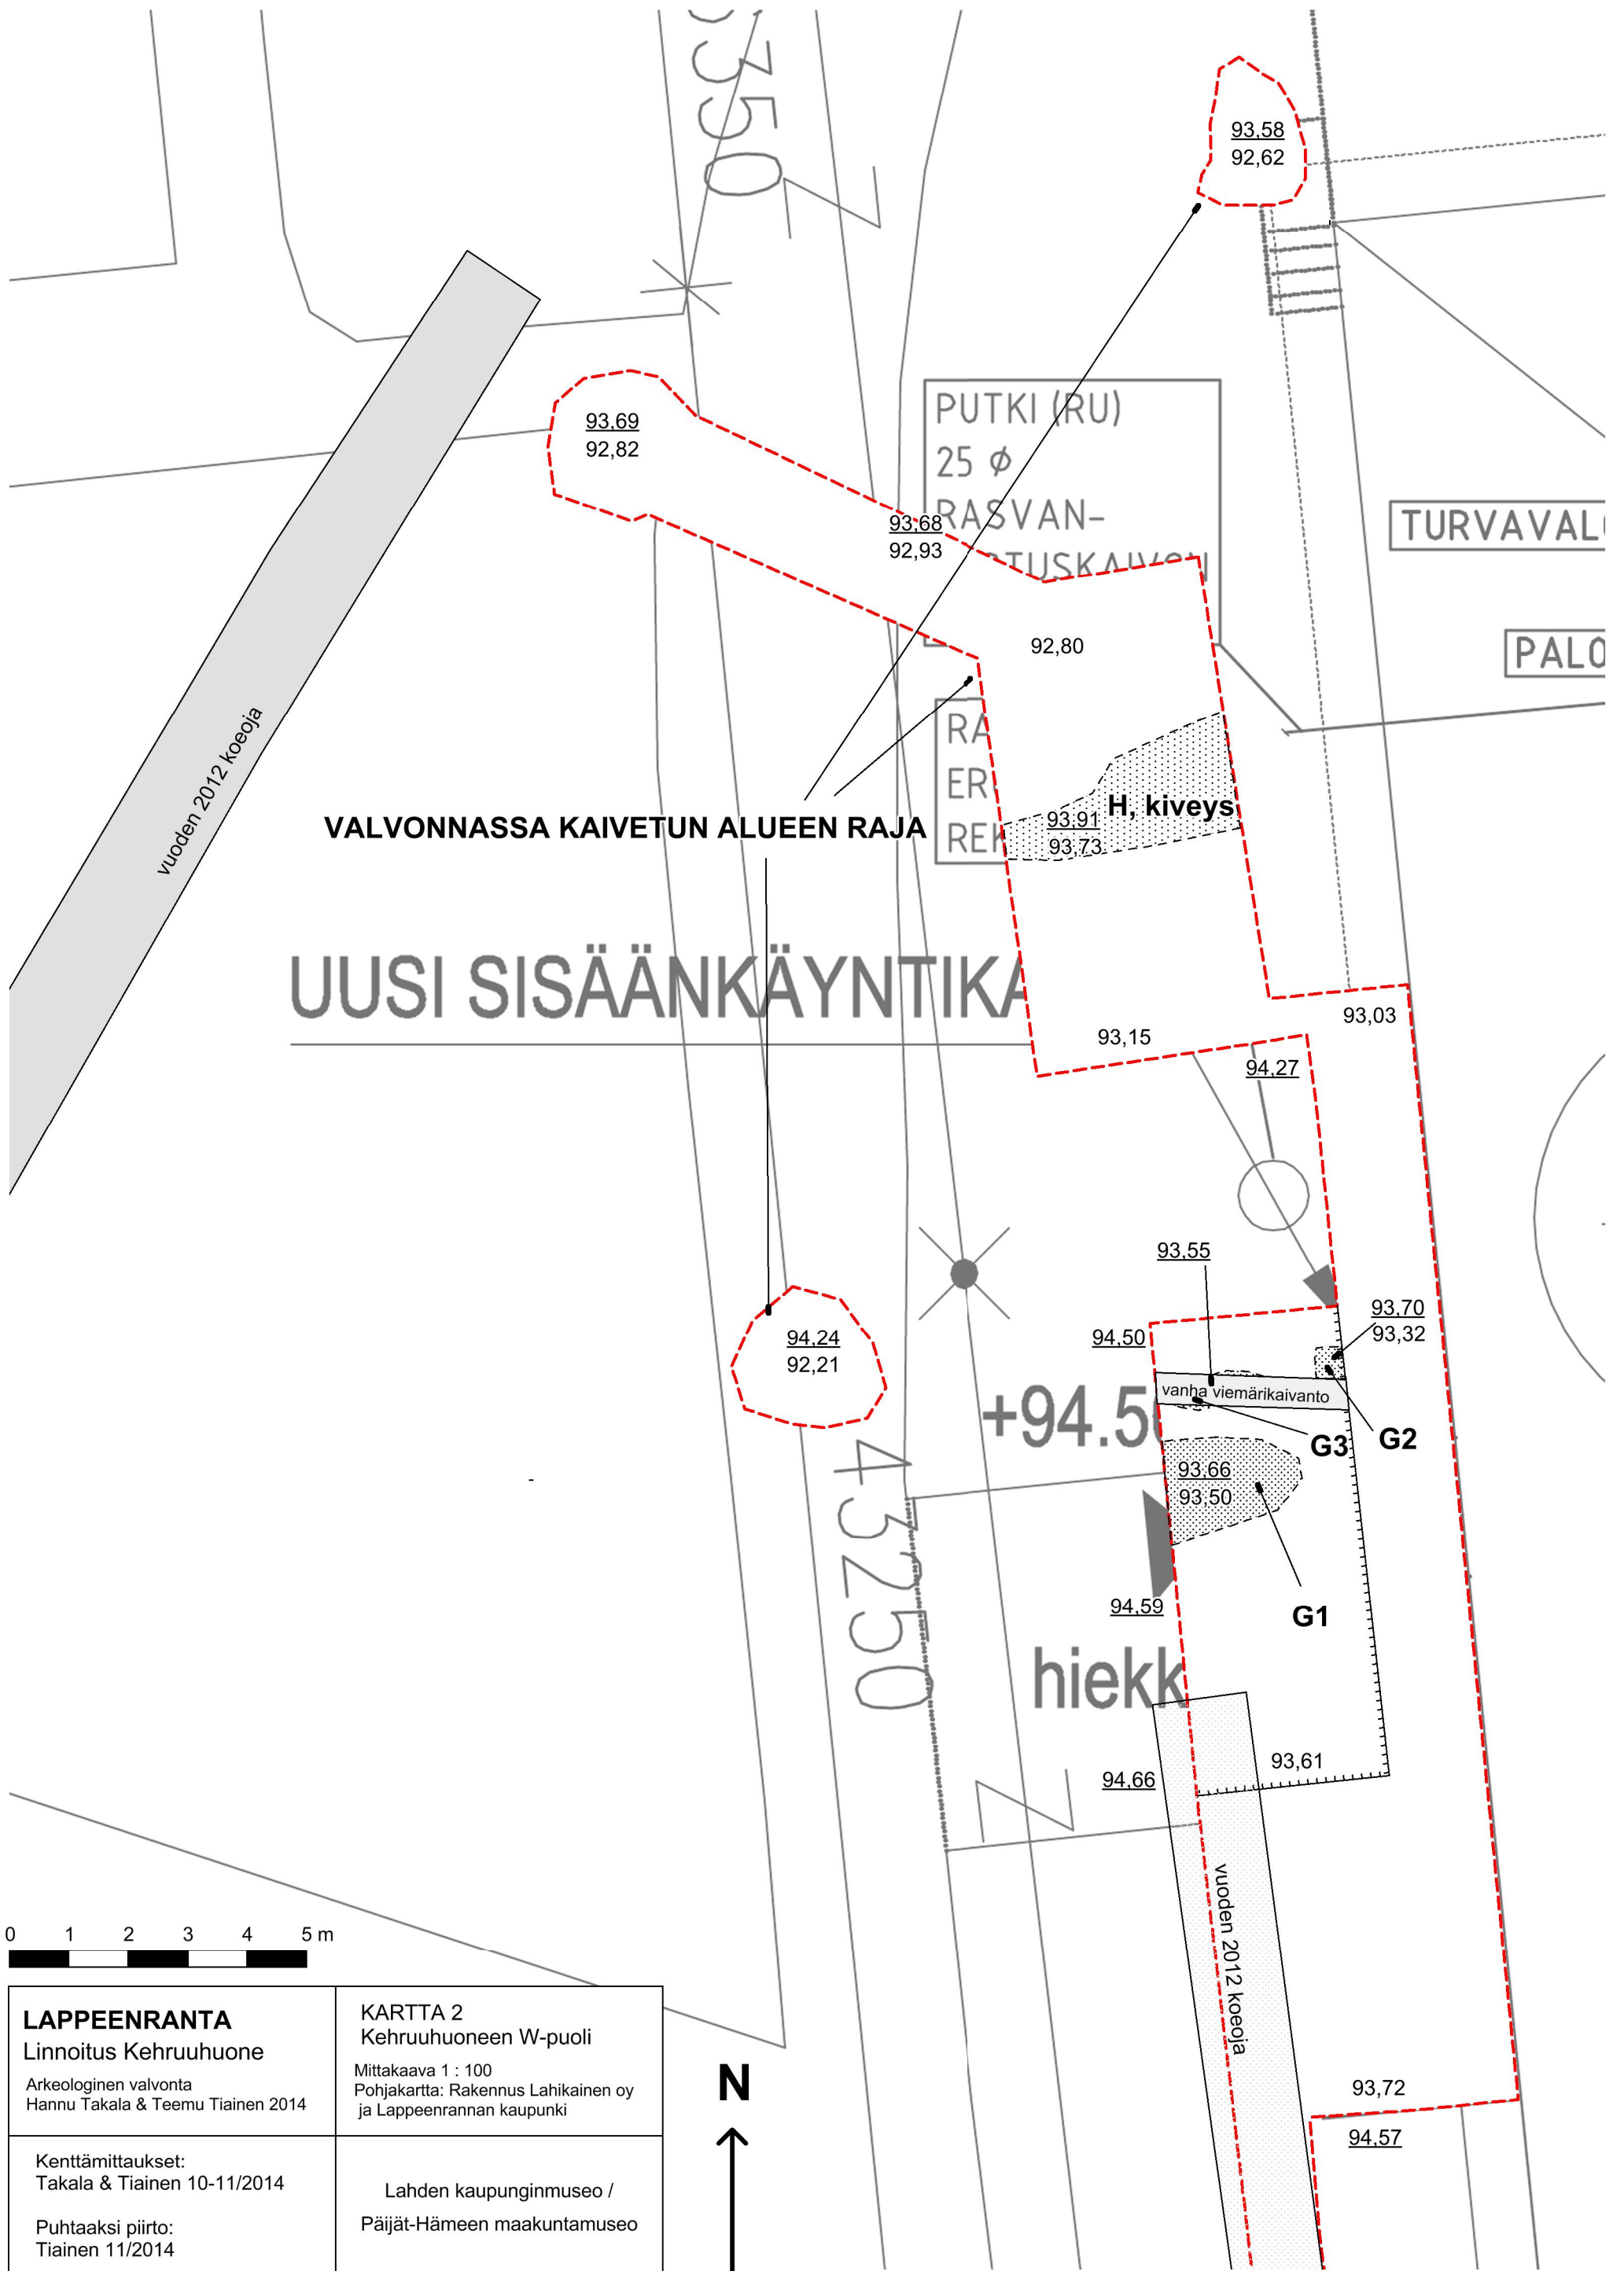 7350
93,58
92,62
PUTKI (RU)
25 ø
RASVAN-
93,69
92,82
93,68
92,93
TURVAVAL
92,80
PALO
vuoden 2012 koeoja
RA
ER
REK
93,91
93,73
H, kiveys
VALVONNASSA KAIVETUN ALUEEN RAJA
UUSI SISÄÄNKÄYNTIKA
93,03
93,15
94,27
93,55
93,70
93,32
94,50
94,24
92,21
vanha viemärikaivanto
+94.50
G3
G2
93,66
93,50
43250
94,59
G1
hiekk
93,61
94,66
vuoden 2012 koeoja
0 1 2 3 4 5 m
93,72
94,57
LAPPEENRANTA
Linnoitus Kehruuhuone
Arkeologinen valvonta
Hannu Takala & Teemu Tiainen 2014
KARTTA 2
Kehruuhuoneen W-puoli
Mittakaava 1 : 100
Pohjakartta: Rakennus Lahikainen oy
ja Lappeenrannan kaupunki
Kenttämittaukset:
Takala & Tiainen 10-11/2014
Puhtaaksi piirto:
Tiainen 11/2014
Lahden kaupunginmuseo /
Päijät-Hämeen maakuntamuseo
N